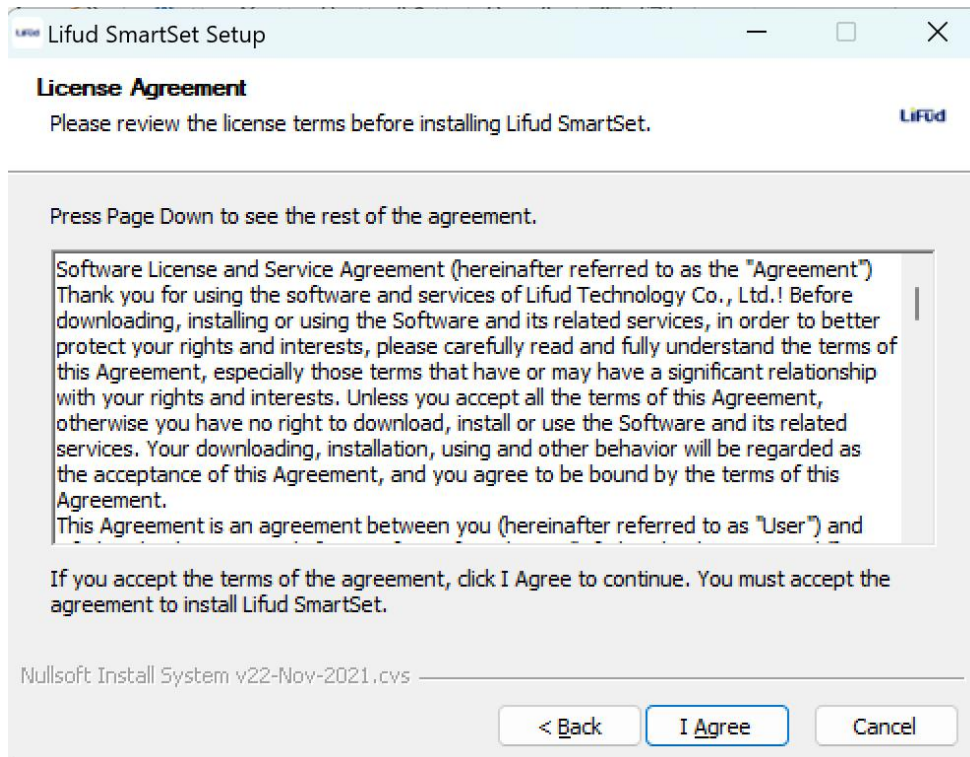 Lifud SmartSet Setup
License Agreement
Please review the license terms before installing Lifud SmartSet.
LiFud
Press Page Down to see the rest of the agreement.
Software License and Service Agreement (hereinafter referred to as the "Agreement")
Thank you for using the software and services of Lifud Technology Co., Ltd.! Before
downloading, installing or using the Software and its related services, in order to better
protect your rights and interests, please carefully read and fully understand the terms of
this Agreement, especially those terms that have or may have a significant relationship
with your rights and interests. Unless you accept all the terms of this Agreement,
otherwise you have no right to download, install or use the Software and its related
services. Your downloading, installation, using and other behavior will be regarded as
the acceptance of this Agreement, and you agree to be bound by the terms of this
Agreement.
This Agreement is an agreement between you (hereinafter referred to as "User") and
If you accept the terms of the agreement, click I Agree to continue. You must accept the
agreement to install Lifud SmartSet.
Nullsoft Install System v22-Nov-2021.cvs
< Back
I Agree
Cancel